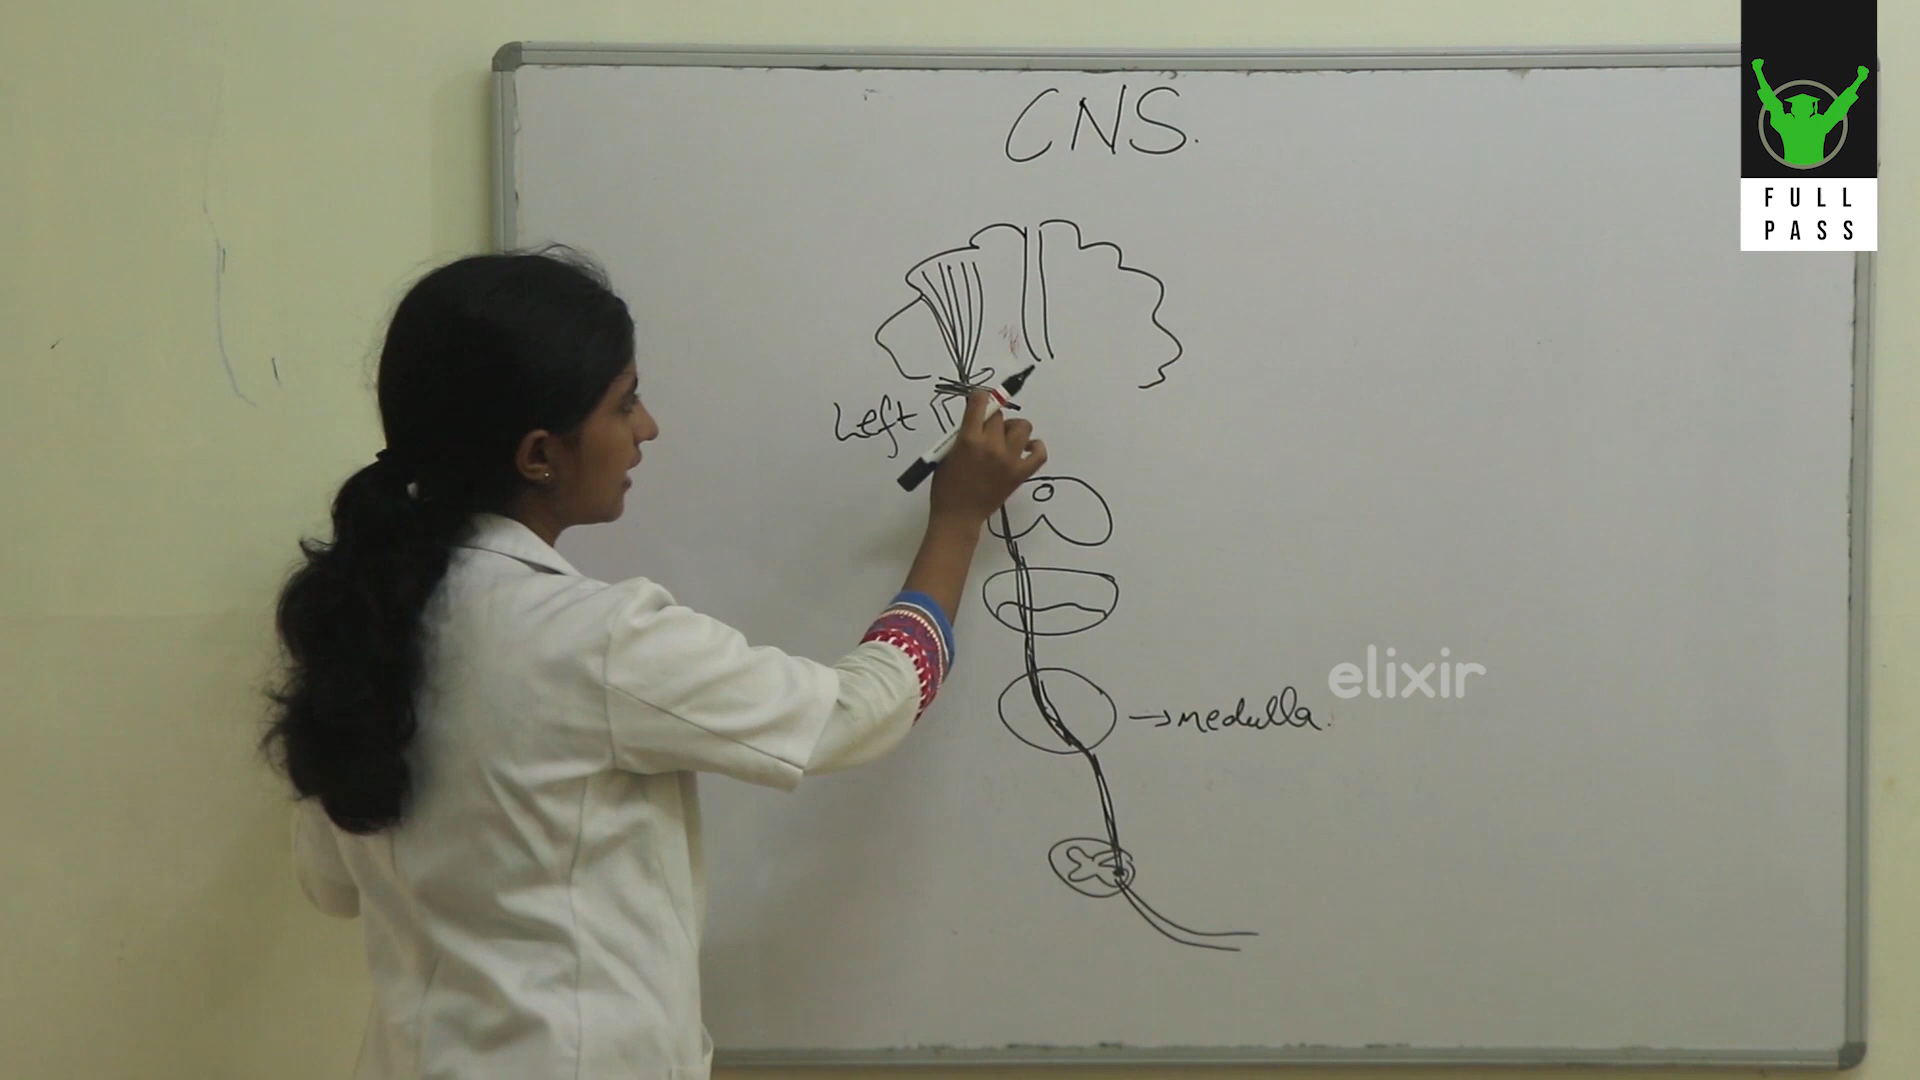 CNS.
FULL
PASS
Left
elixir
→medulla.